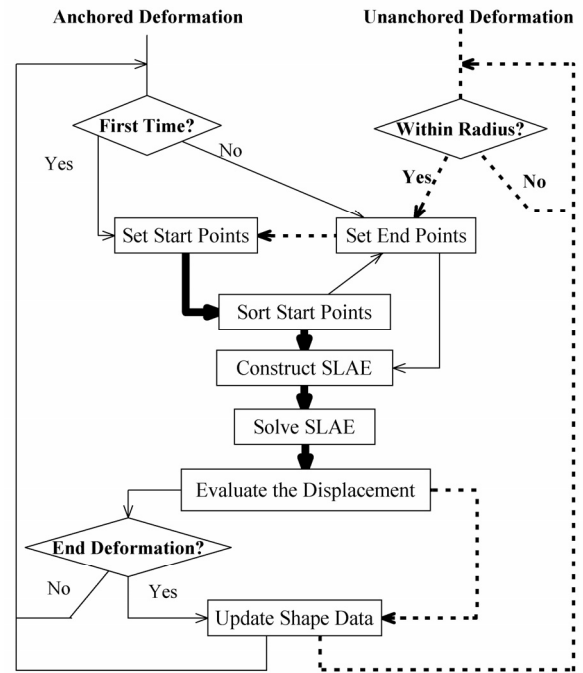 Anchored Deformation
Unanchored Deformation
First Time?
Within Radius?
Yes
No
Yes
No
Set Start Points
Set End Points
Sort Start Points
Construct SLAE
Solve SLAE
Evaluate the Displacement
End Deformation?
No
Yes
Update Shape Data